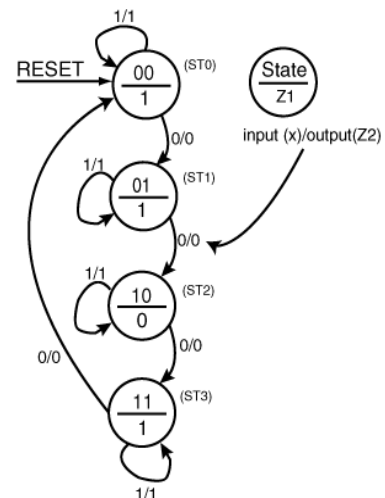 1/1
RESET
00
1
(ST0)
State
Z1
0/0
input (x)/output(Z2)
1/1
01
1
(ST1)
0/0
1/1
10
0
(ST2)
0/0
0/0
11
1
(ST3)
1/1